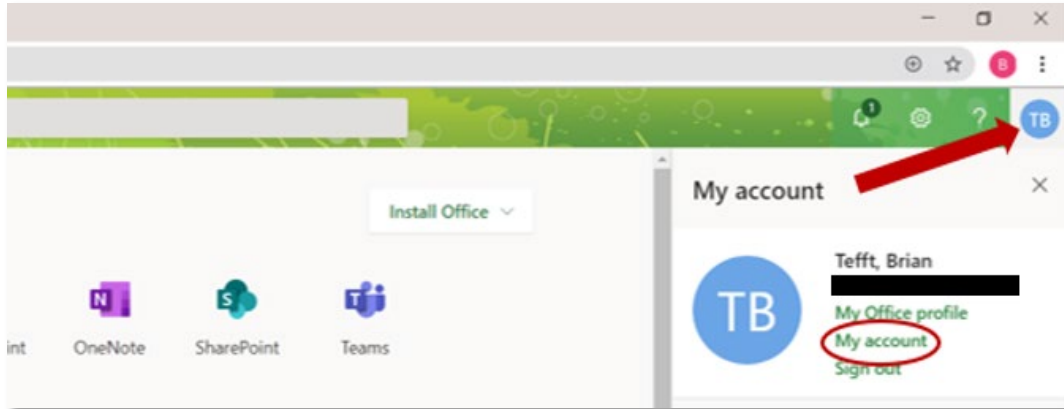 B
1
?
TB
My account
Install Office
Tefft, Brian
TB
My Office profile
My account
Sign out
N
S
T
int
OneNote
SharePoint
Teams